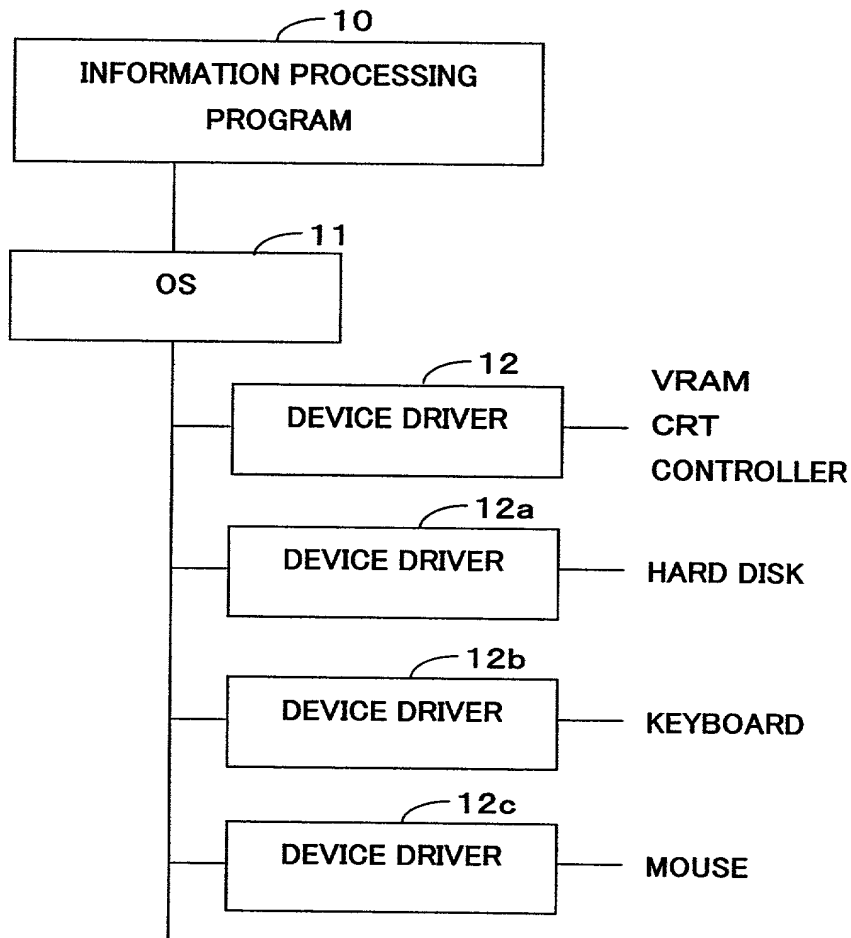 10
INFORMATION PROCESSING
PROGRAM
11
OS
12
DEVICE DRIVER
VRAM
CRT
CONTROLLER
12a
DEVICE DRIVER
HARD DISK
12b
DEVICE DRIVER
KEYBOARD
12c
DEVICE DRIVER
MOUSE